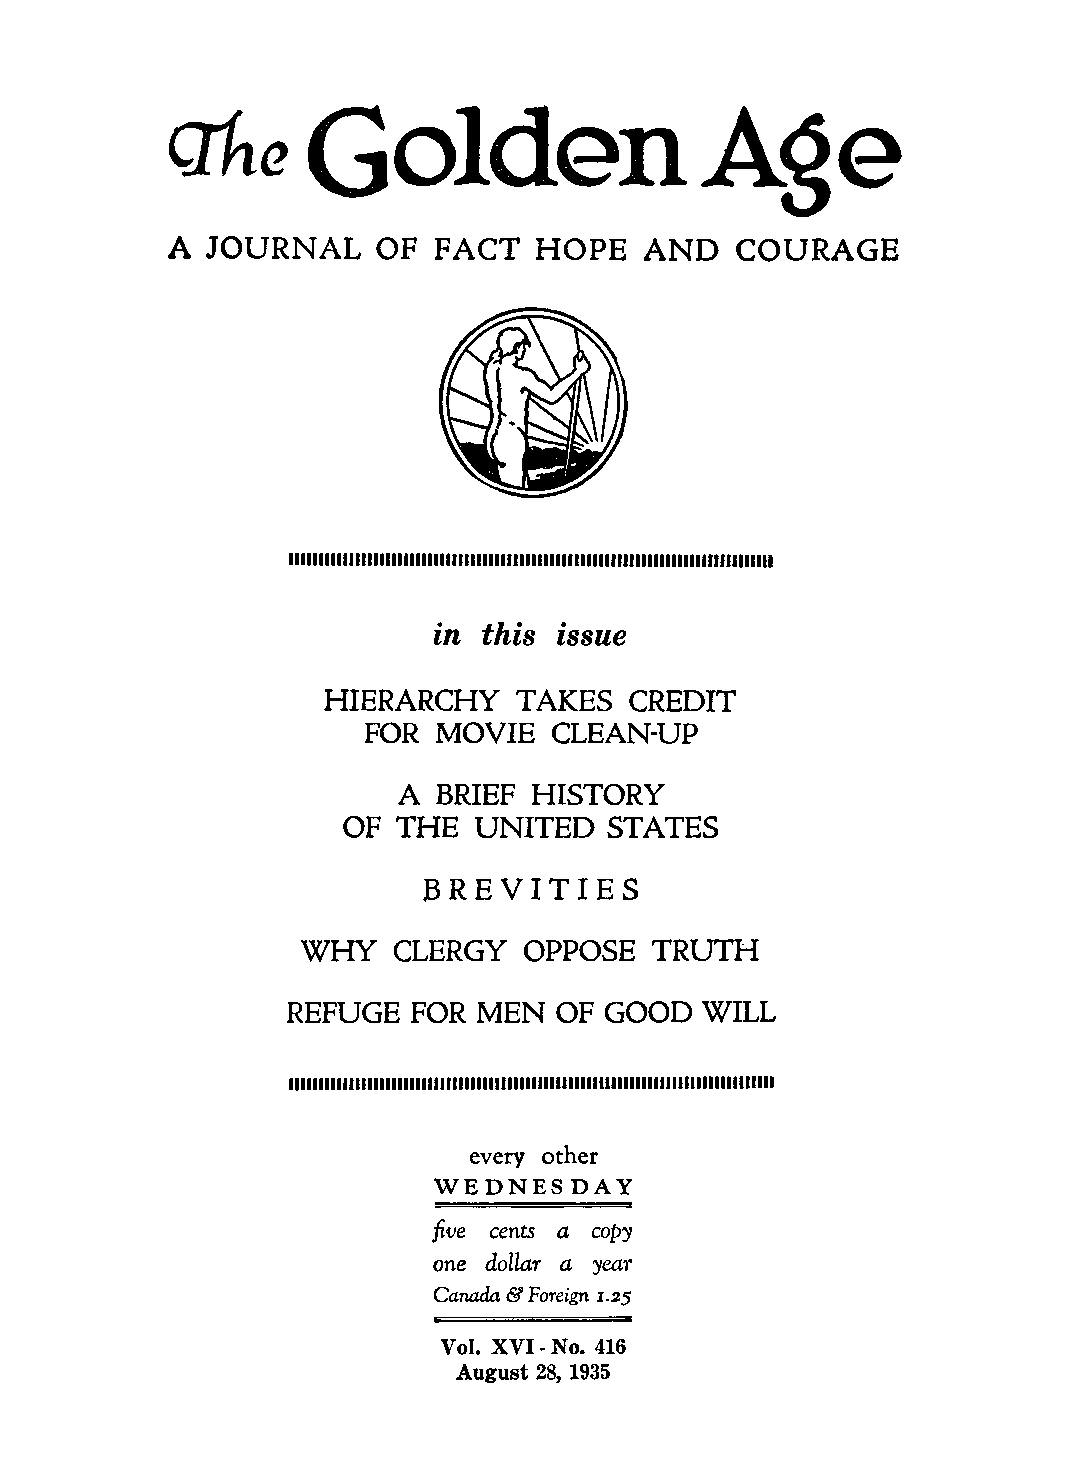 The Golden Age
A JOURNAL OF FACT HOPE AND COURAGE
in this issue
HIERARCHY TAKES CREDIT
FOR MOVIE CLEAN-UP
A BRIEF HISTORY
OF THE UNITED STATES
BREVITIES
WHY CLERGY OPPOSE TRUTH
REFUGE FOR MEN OF GOOD WILL
every other
WEDNESDAY
five cents a copy
one dollar a year
Canada & Foreign 1.25
Vol. XVI - No. 416
August 28, 1935